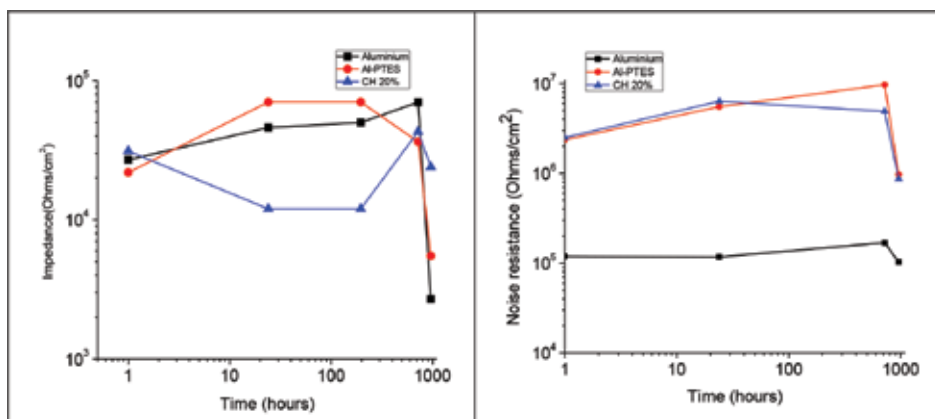 Aluminium
Al-PTES
CH 20%
10⁵
10⁴
10³
Impedance(Ohms/cm²)
1 10 100 1000
Time (hours)
Aluminium
Al-PTES
CH 20%
10⁷
10⁶
10⁵
10⁴
Noise resistance (Ohms/cm²)
1 10 100 1000
Time (hours)